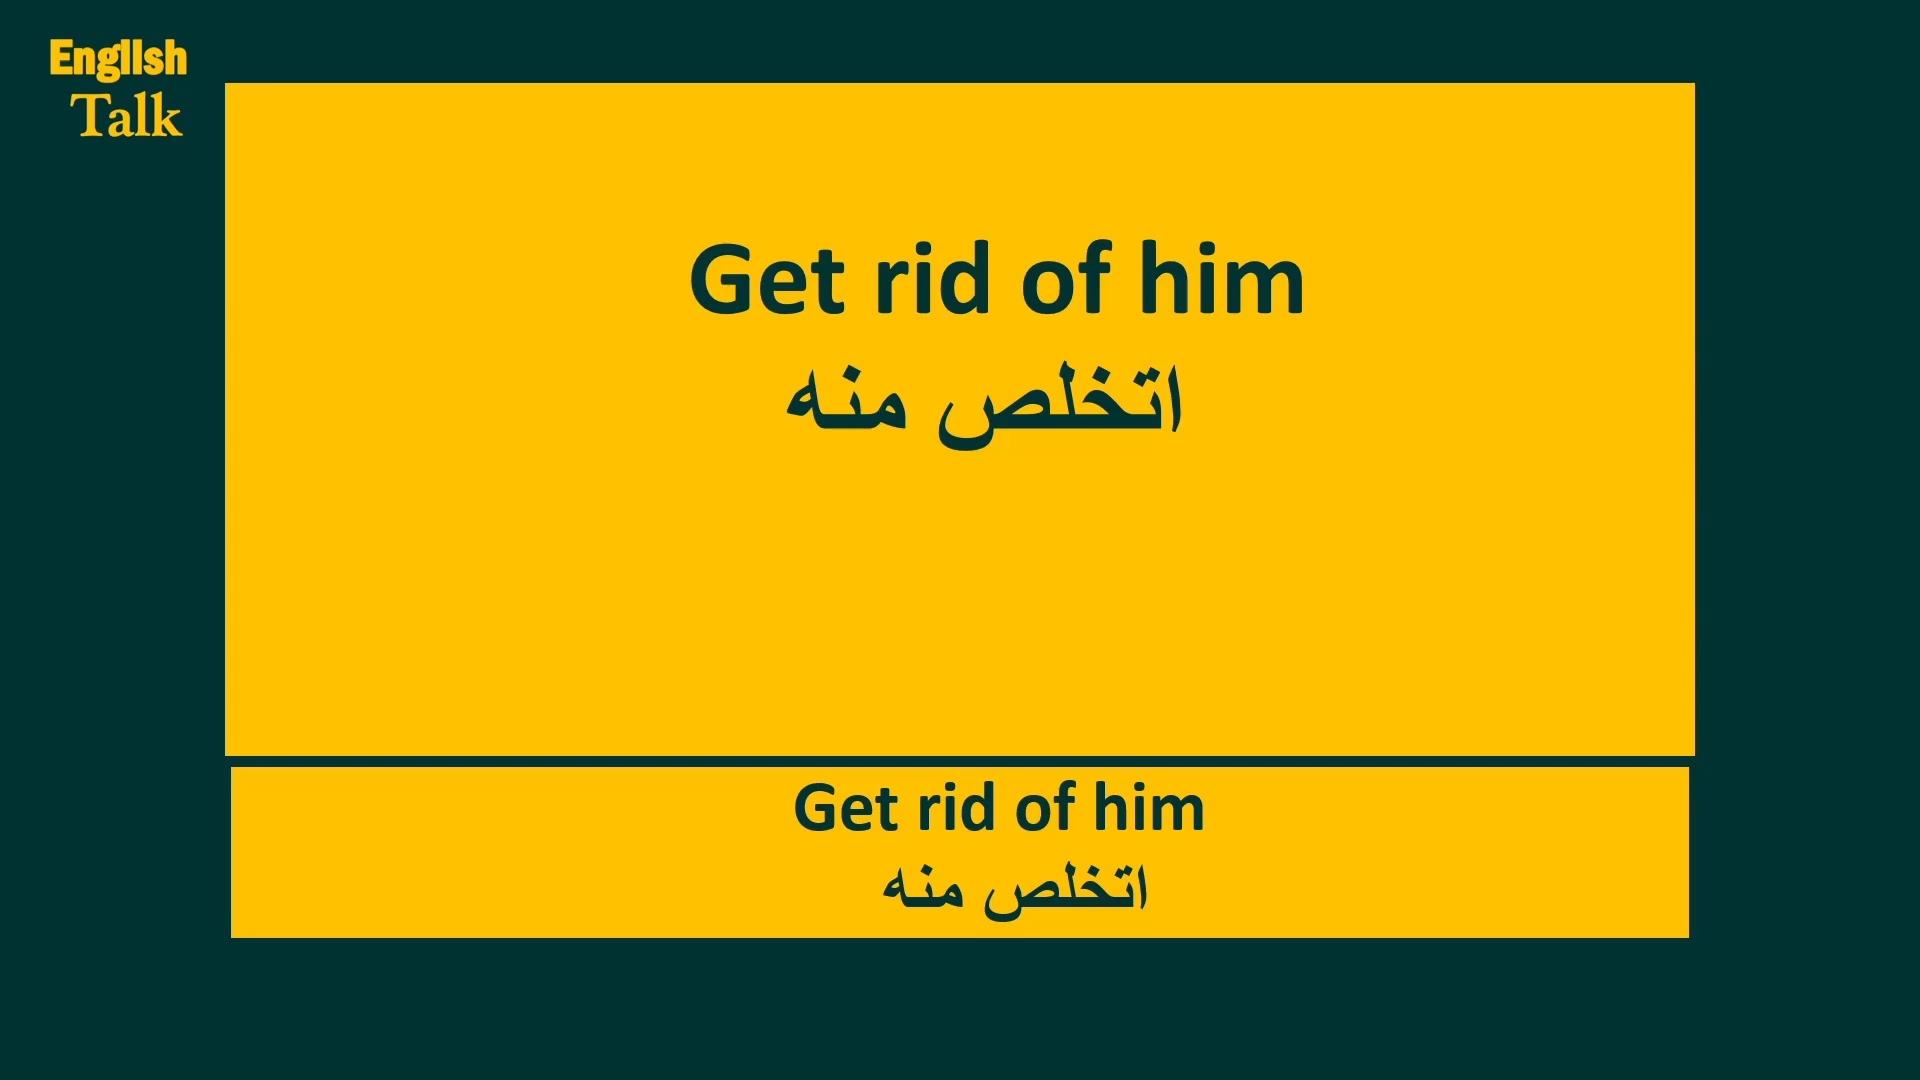 English
Talk
Get rid of him
اتخلص منه
Get rid of him
اتخلص منه